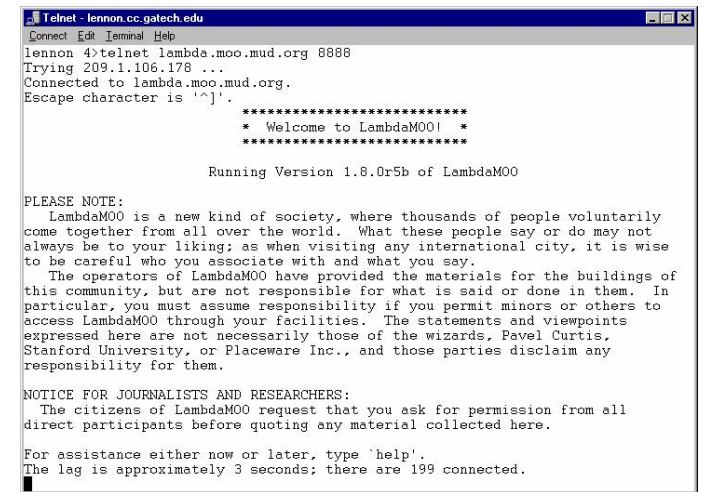 Telnet - lennon.cc.gatech.edu
Connect Edit Terminal Help
lennon 4>telnet lambda.moo.mud.org 8888
Trying 209.1.106.178 ...
Connected to lambda.moo.mud.org.
Escape character is '^]'.
***************************
* Welcome to LambdaMOO! *
***************************
Running Version 1.8.0r5b of LambdaMOO
PLEASE NOTE:
LambdaMOO is a new kind of society, where thousands of people voluntarily
come together from all over the world. What these people say or do may not
always be to your liking; as when visiting any international city, it is wise
to be careful who you associate with and what you say.
The operators of LambdaMOO have provided the materials for the buildings of
this community, but are not responsible for what is said or done in them. In
particular, you must assume responsibility if you permit minors or others to
access LambdaMOO through your facilities. The statements and viewpoints
expressed here are not necessarily those of the wizards, Pavel Curtis,
Stanford University, or Placeware Inc., and those parties disclaim any
responsibility for them.
NOTICE FOR JOURNALISTS AND RESEARCHERS:
The citizens of LambdaMOO request that you ask for permission from all
direct participants before quoting any material collected here.
For assistance either now or later, type `help'.
The lag is approximately 3 seconds; there are 199 connected.